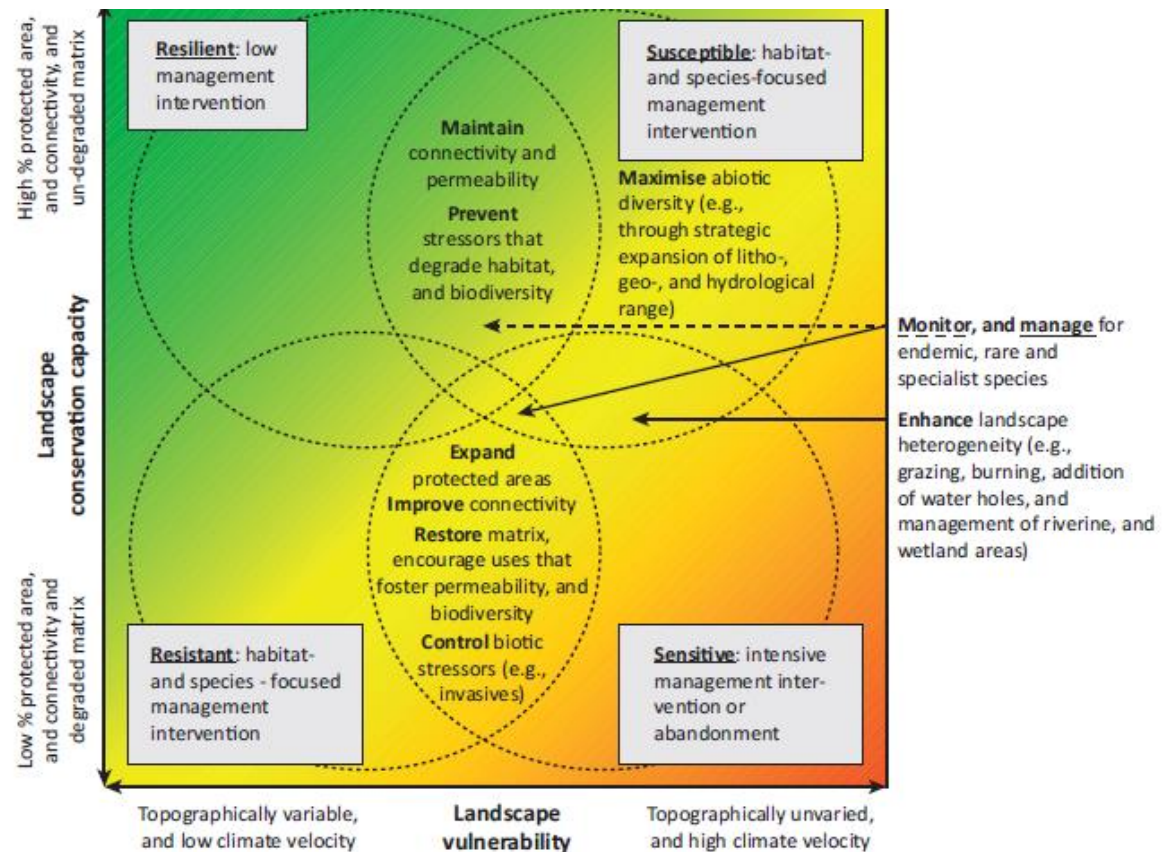 High % protected area,
and connectivity, and
un-degraded matrix
Landscape
conservation capacity
Low % protected area,
and connectivity and
degraded matrix
Resilient: low
management
intervention
Maintain
connectivity and
permeability
Prevent
stressors that
degrade habitat,
and biodiversity
Susceptible: habitat-
and species-focused
management
intervention
Maximise abiotic
diversity (e.g.,
through strategic
expansion of litho-,
geo-, and hydrological
range)
Monitor, and manage for
endemic, rare and
specialist species
Enhance landscape
heterogeneity (e.g.,
grazing, burning, addition
of water holes, and
management of riverine, and
wetland areas)
Expand
protected areas
Improve connectivity
Restore matrix,
encourage uses that
foster permeability, and
biodiversity
Control biotic
stressors (e.g.,
invasives)
Resistant: habitat-
and species - focused
management
intervention
Sensitive: intensive
management inter-
vention or
abandonment
Topographically variable,
and low climate velocity
Landscape
vulnerability
Topographically unvaried,
and high climate velocity